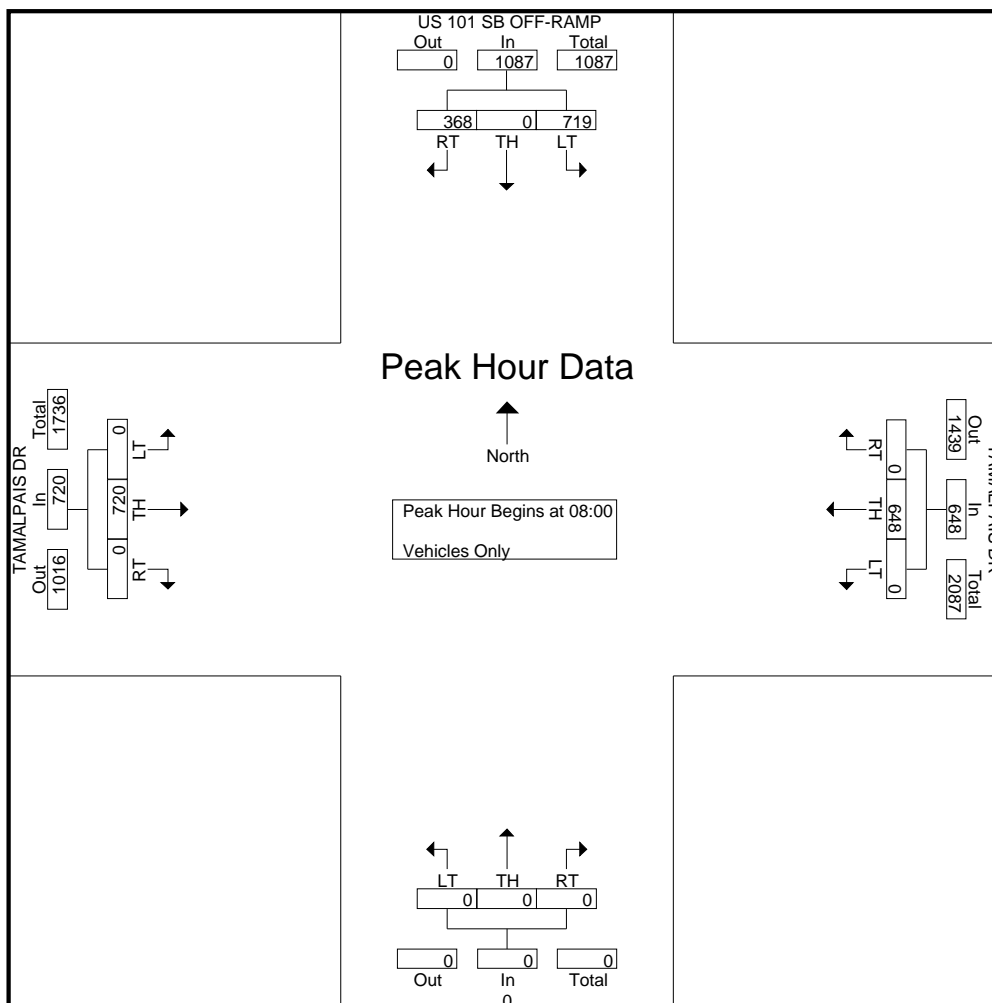 US 101 SB OFF-RAMP
Out In Total
0 1087 1087
368 0 719
RT TH LT
Peak Hour Data
North
Peak Hour Begins at 08:00
Vehicles Only
TAMALPAIS DR
Out In Total
1016 720 1736
0 720 0
RT TH LT
RT TH LT
0 648 0
1439 648 2087
Out In Total
LT TH RT
0 0 0
0 0 0
Out In Total
0